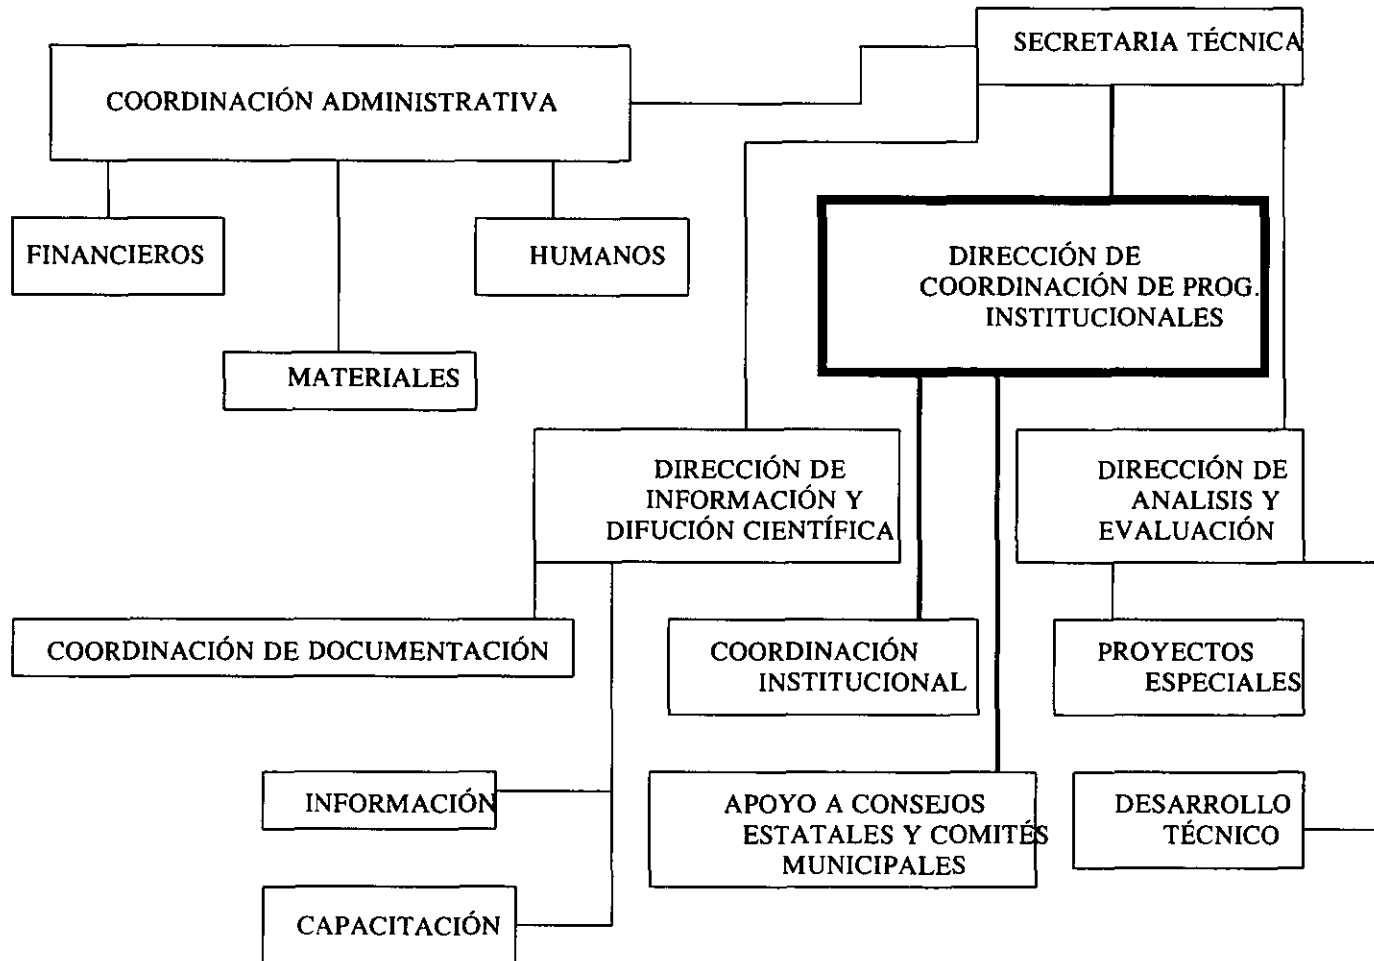 SECRETARIA TÉCNICA
COORDINACIÓN ADMINISTRATIVA
FINANCIEROS
HUMANOS
MATERIALES
DIRECCIÓN DE
COORDINACIÓN DE PROG.
INSTITUCIONALES
DIRECCIÓN DE
INFORMACIÓN Y
DIFUCIÓN CIENTÍFICA
DIRECCIÓN DE
ANALISIS Y
EVALUACIÓN
COORDINACIÓN DE DOCUMENTACIÓN
COORDINACIÓN
INSTITUCIONAL
PROYECTOS
ESPECIALES
INFORMACIÓN
APOYO A CONSEJOS
ESTATALES Y COMITÉS
MUNICIPALES
DESARROLLO
TÉCNICO
CAPACITACIÓN